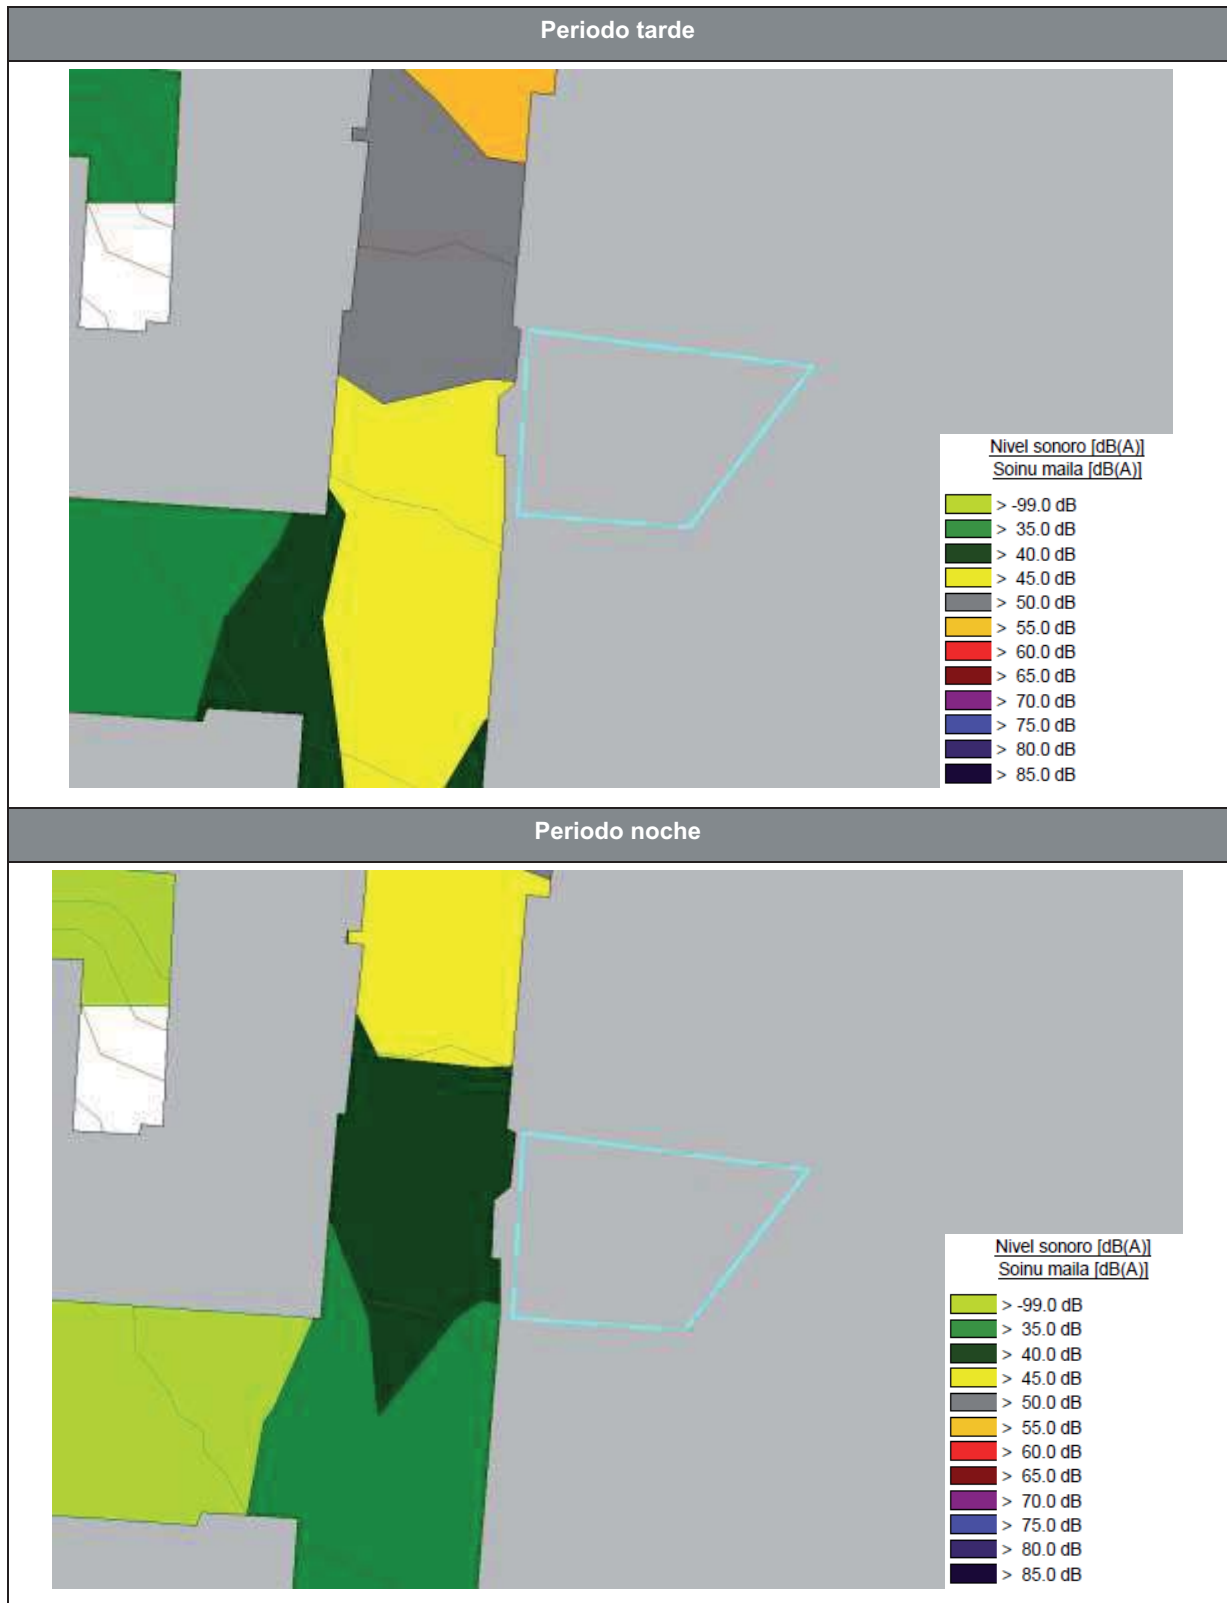 Periodo tarde
Nivel sonoro [dB(A)]
Soinu maila [dB(A)]
> -99.0 dB
> 35.0 dB
> 40.0 dB
> 45.0 dB
> 50.0 dB
> 55.0 dB
> 60.0 dB
> 65.0 dB
> 70.0 dB
> 75.0 dB
> 80.0 dB
> 85.0 dB
Periodo noche
Nivel sonoro [dB(A)]
Soinu maila [dB(A)]
> -99.0 dB
> 35.0 dB
> 40.0 dB
> 45.0 dB
> 50.0 dB
> 55.0 dB
> 60.0 dB
> 65.0 dB
> 70.0 dB
> 75.0 dB
> 80.0 dB
> 85.0 dB